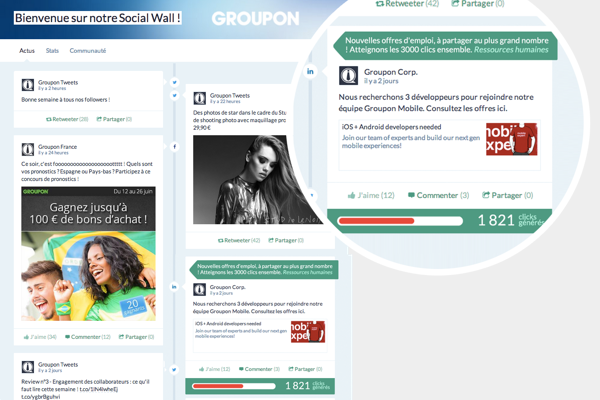 Bienvenue sur notre Social Wall !
GROUPON
Actus
Stats
Communauté
Groupon Tweets
il y a 2 heures
Bonne semaine à tous nos followers !
Retweeter (28)
Partager (0)
Groupon France
il y a 24 heures
Ce soir, c'est
Quels sont
vos pronostics ? Espagne ou Pays-bas ? Participez à ce
concours de pronostics !
GROUPON
Du 12 au 26 juin
Gagnez jusqu'à
100 € de bons d'achat !
20
gagnants
J'aime (34)
Commenter (2)
Partager (0)
Groupon Tweets
il y a 2 jours
Review n°3 - Engagement des collaborateurs : ce qu'il
faut lire cette semaine !
Groupon Tweets
il y a 22 heures
Des photos de star dans le cadre du Stu
de shooting photo avec maquillage pro
29,90 €
Retweeter (42)
Partager (0)
Nouvelles offres d'emploi, à partager au plus grand nombre
! Atteignons les 3000 clics ensemble. Ressources humaines
Groupon Corp.
il y a 2 jours
Nous recherchons 3 développeurs pour rejoindre notre
équipe Groupon Mobile. Consultez les offres ici.
iOS + Android developers needed
Join our team of experts and build our next gen
mobile experiences!
J'aime (12)
Commenter (3)
Partager (0)
1 821 clicks
générés
Retweeter (42)
Partager (0)
Nouvelles offres d'emploi, à partager au plus grand nombre
! Atteignons les 3000 clics ensemble. Ressources humaines
in
Groupon Corp.
il y a 2 jours
Nous recherchons 3 développeurs pour rejoindre notre
équipe Groupon Mobile. Consultez les offres ici.
iOS + Android developers needed
Join our team of experts and build our next gen
mobile experiences!
J'aime (12)
Commenter (3)
Partager (0)
1 821 clicks
générés